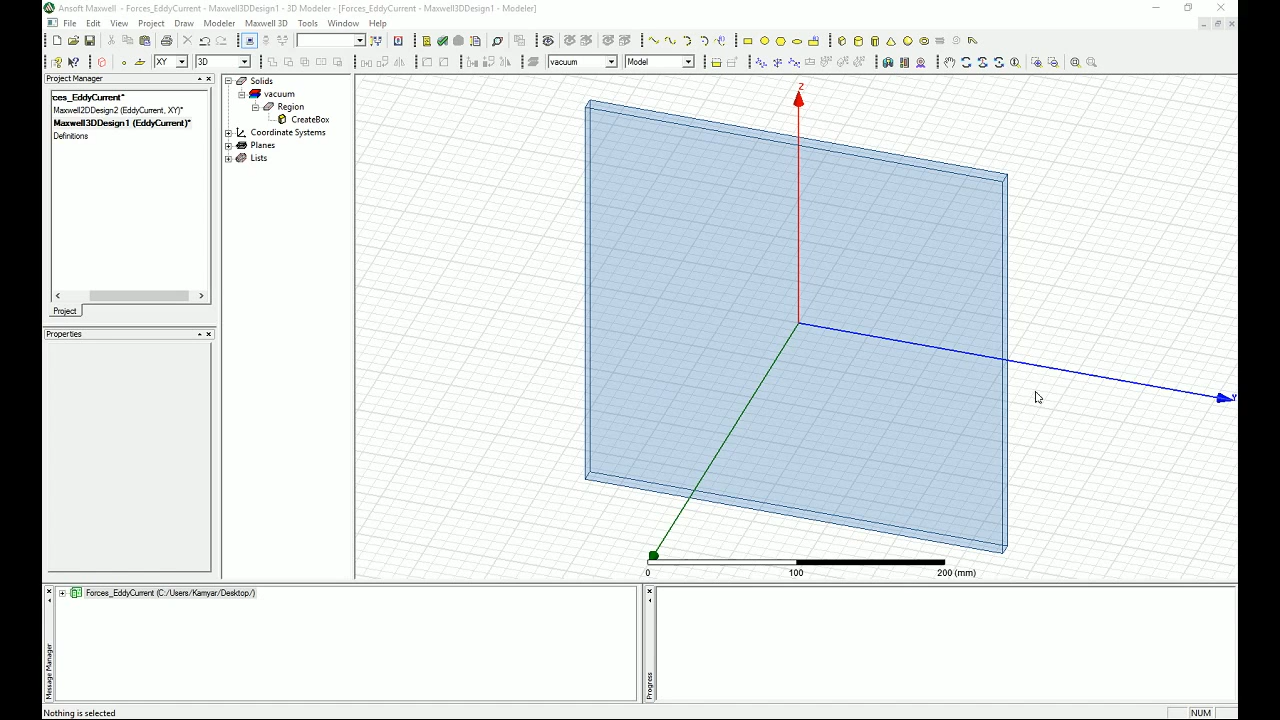 Ansoft Maxwell - Forces_EddyCurrent - Maxwell3DDesign1 - 3D Modeler - [Forces_EddyCurrent - Maxwell3DDesign1 - Modeler]
File Edit View Project Draw Modeler Maxwell 3D Tools Window Help
XY 3D vacuum Model
Project Manager
rces_EddyCurrent*
Maxwell2DDesign2 (EddyCurrent, XY)*
Maxwell3DDesign1 (EddyCurrent)*
Definitions
Project
Properties
Solids
vacuum
Region
CreateBox
Coordinate Systems
Planes
Lists
Z
Y
0 100 200 (mm)
Message Manager
Forces_EddyCurrent (C:/Users/Kamyar/Desktop/)
Progress
Nothing is selected
NUM